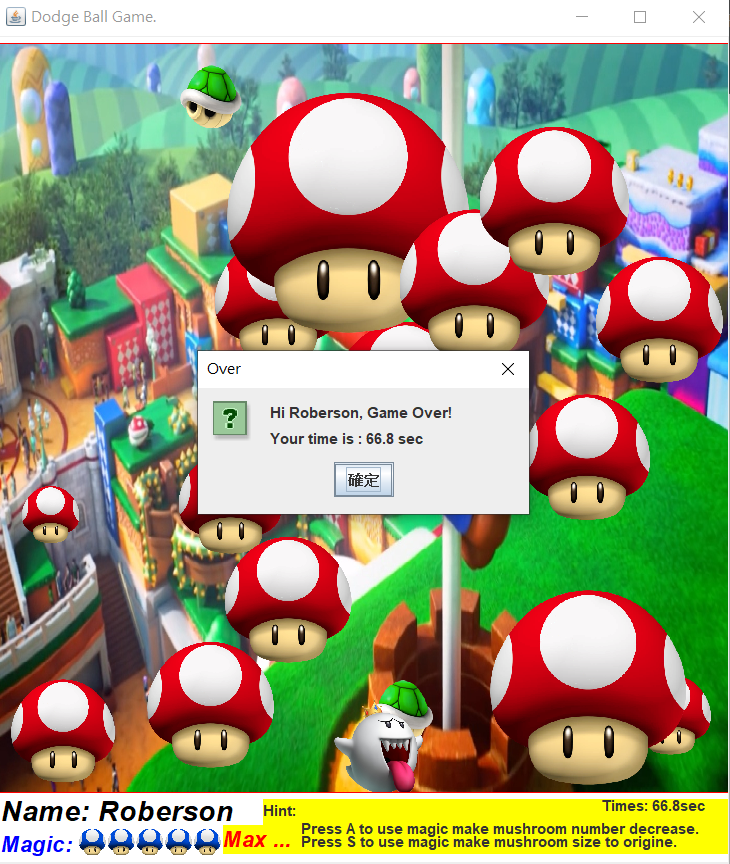 Dodge Ball Game.
Over
?
Hi Roberson, Game Over!
Your time is : 66.8 sec
確定
Name: Roberson
Hint:
Times: 66.8sec
Magic:
Max ...
Press A to use magic make mushroom number decrease.
Press S to use magic make mushroom size to origine.